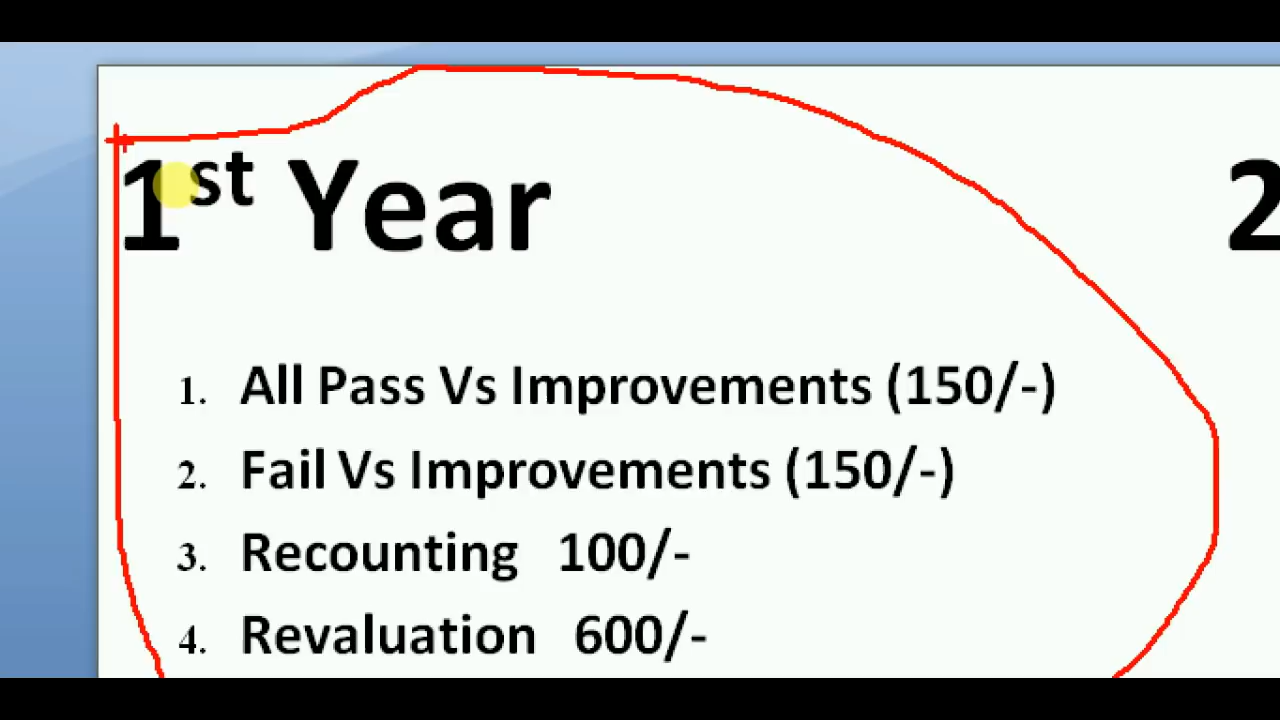 1st Year
2
1. All Pass Vs Improvements (150/-)
2. Fail Vs Improvements (150/-)
3. Recounting 100/-
4. Revaluation 600/-